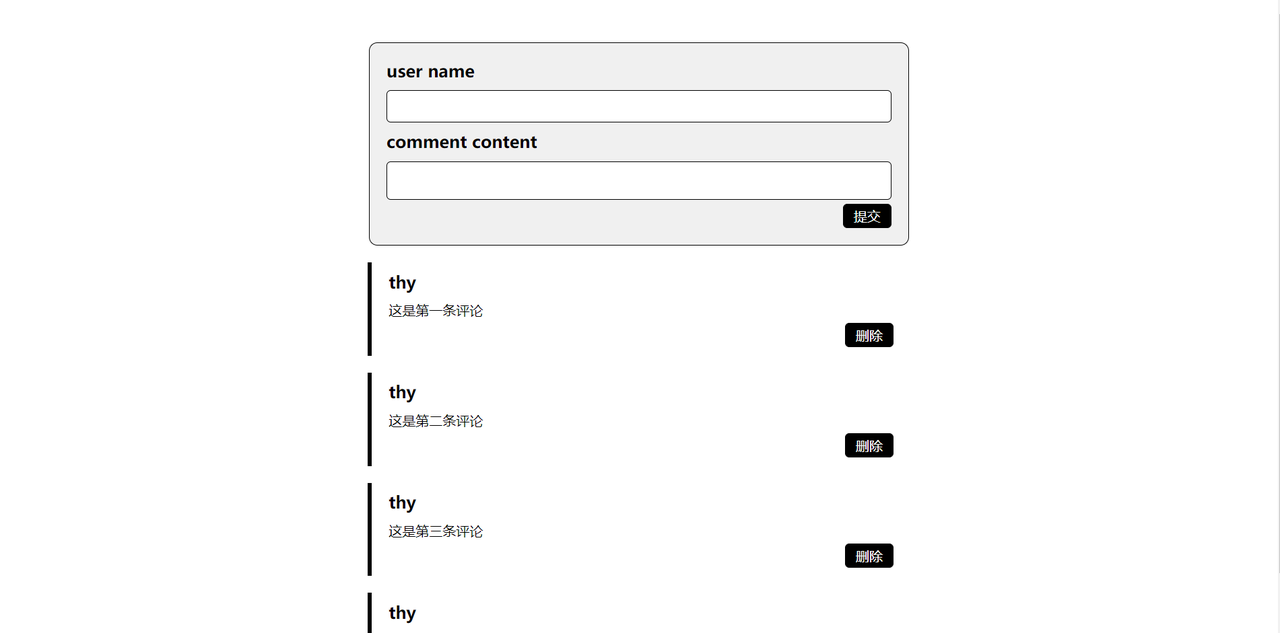 user name
comment content
提交
thy
这是第一条评论
删除
thy
这是第二条评论
删除
thy
这是第三条评论
删除
thy